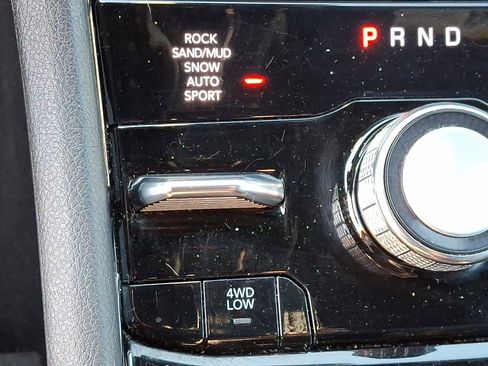 ROCK
SAND/MUD
SNOW
AUTO
SPORT
P R N D
4WD
LOW